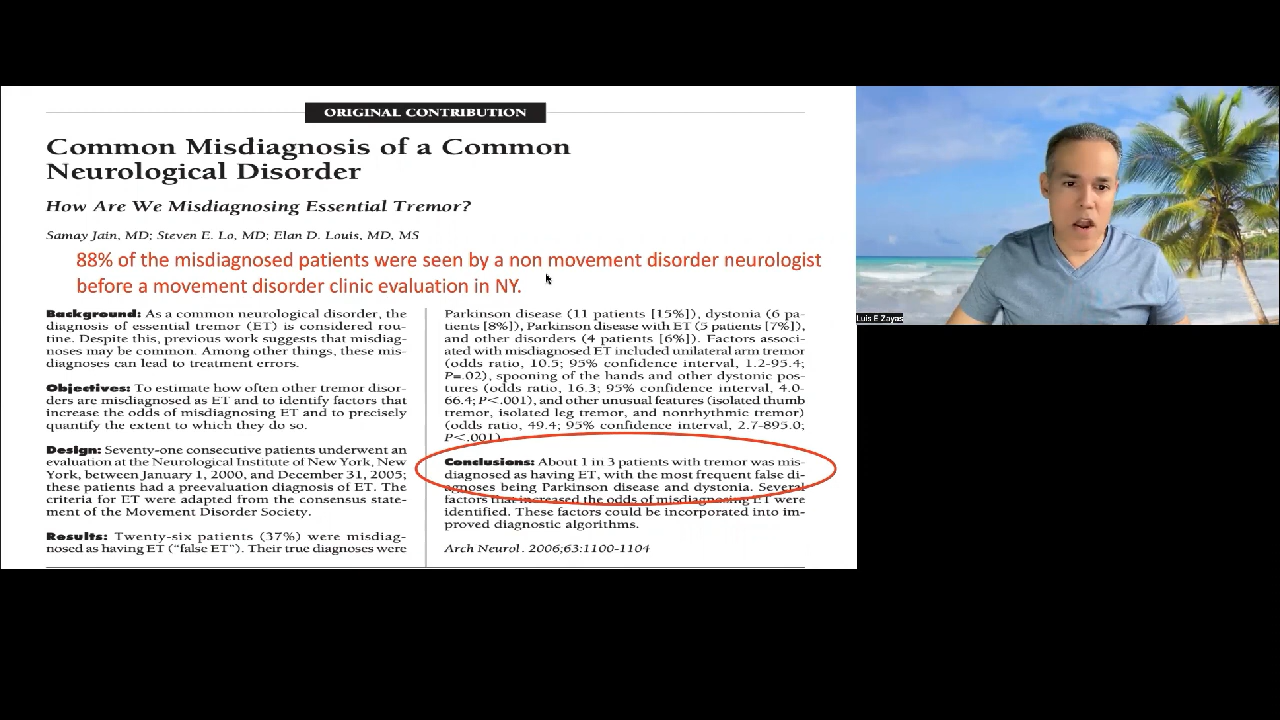 ORIGINAL CONTRIBUTION
Common Misdiagnosis of a Common
Neurological Disorder
How Are We Misdiagnosing Essential Tremor?
Samay Jain, MD; Steven E. Lo, MD; Elan D. Louis, MD, MS
88% of the misdiagnosed patients were seen by a non movement disorder neurologist
before a movement disorder clinic evaluation in NY.
Background: As a common neurological disorder, the
diagnosis of essential tremor (ET) is considered rou-
tine. Despite this, previous work suggests that misdiag-
noses may be common. Among other things, these mis-
diagnoses can lead to treatment errors.
Objectives: To estimate how often other tremor disor-
ders are misdiagnosed as ET and to identify factors that
increase the odds of misdiagnosing ET and to precisely
quantify the extent to which they do so.
Design: Seventy-one consecutive patients underwent an
evaluation at the Neurological Institute of New York, New
York, between January 1, 2000, and December 31, 2005;
these patients had a preevaluation diagnosis of ET. The
criteria for ET were adapted from the consensus state-
ment of the Movement Disorder Society.
Results: Twenty-six patients (37%) were misdiag-
nosed as having ET (“false ET”). Their true diagnoses were
Parkinson disease (11 patients [15%]), dystonia (6 pa-
tients [8%]), Parkinson disease with ET (5 patients [7%]),
and other disorders (4 patients [6%]). Factors associ-
ated with misdiagnosed ET included unilateral arm tremor
(odds ratio, 10.5; 95% confidence interval, 1.2-95.4;
P=.02), spooning of the hands and other dystonic pos-
tures (odds ratio, 16.3; 95% confidence interval, 4.0-
66.4; P<.001), and other unusual features (isolated thumb
tremor, isolated leg tremor, and nonrhythmic tremor)
(odds ratio, 49.4; 95% confidence interval, 2.7-895.0;
P<.001).
Conclusions: About 1 in 3 patients with tremor was mis-
diagnosed as having ET, with the most frequent false di-
agnoses being Parkinson disease and dystonia. Several
factors that increased the odds of misdiagnosing ET were
identified. These factors could be incorporated into im-
proved diagnostic algorithms.
Arch Neurol. 2006;63:1100-1104
Luis E Zayas